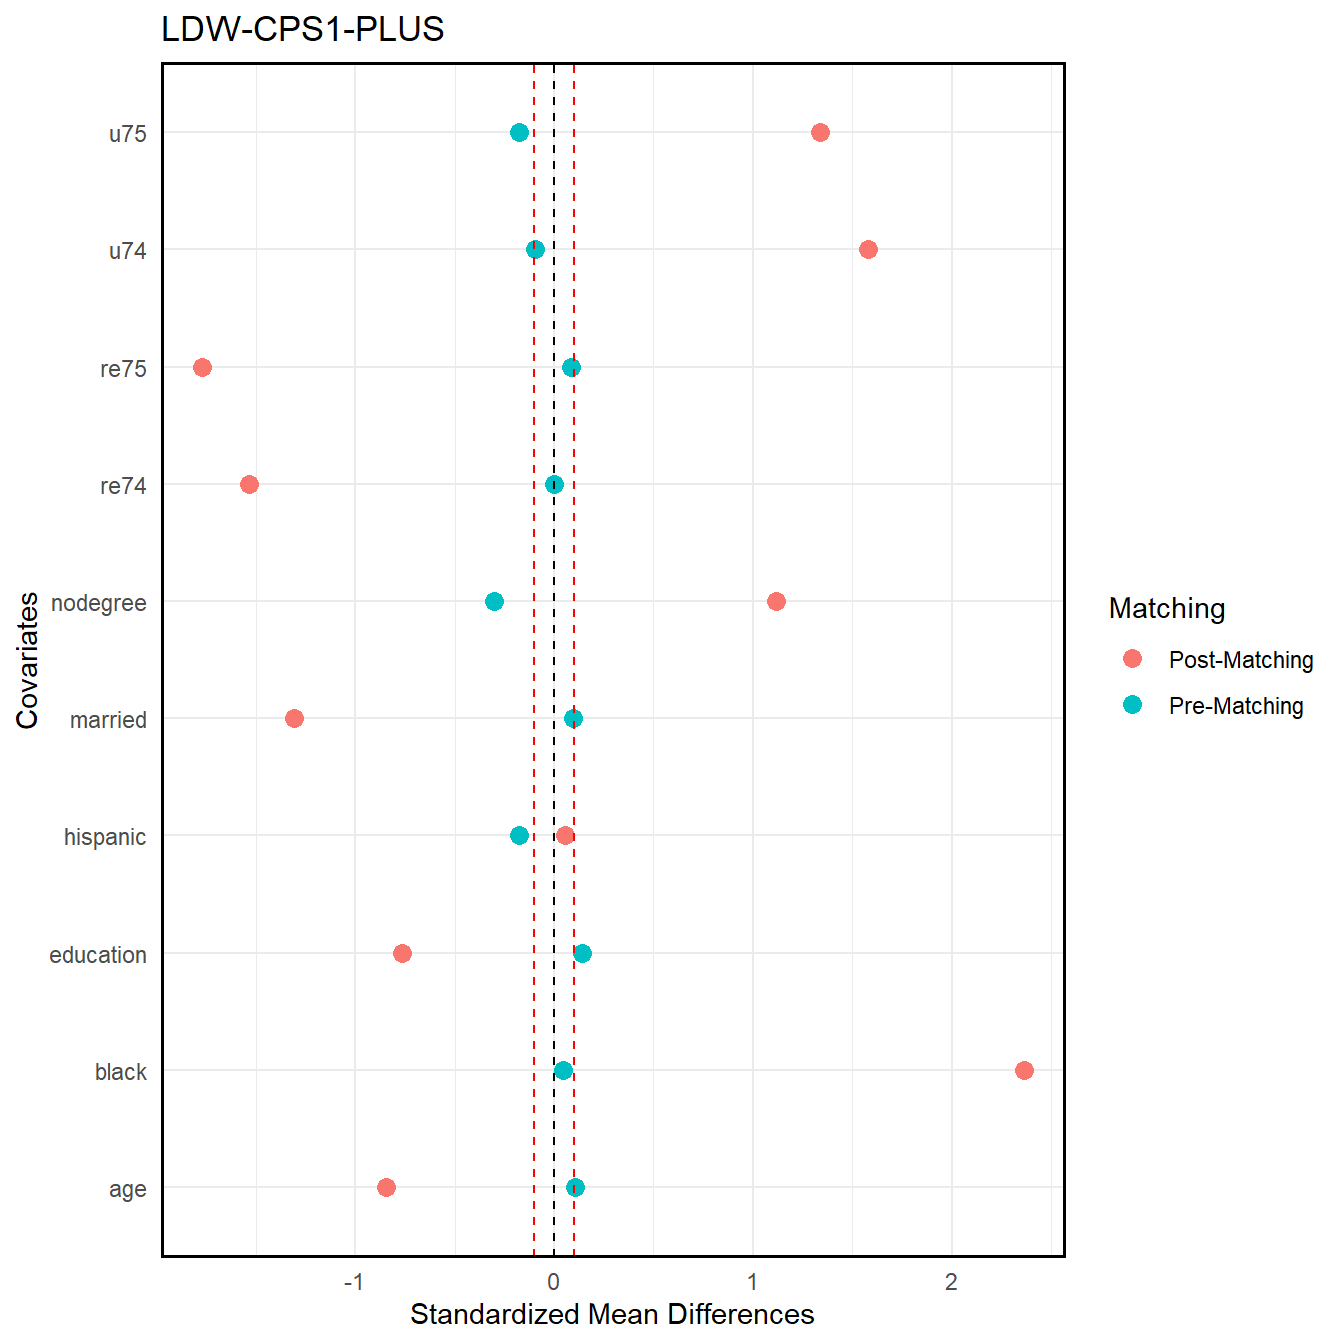 LDW-CPS1-PLUS
u75
u74
re75
re74
nodegree
married
hispanic
education
black
age
Covariates
-1 0 1 2
Standardized Mean Differences
Matching
Post-Matching
Pre-Matching